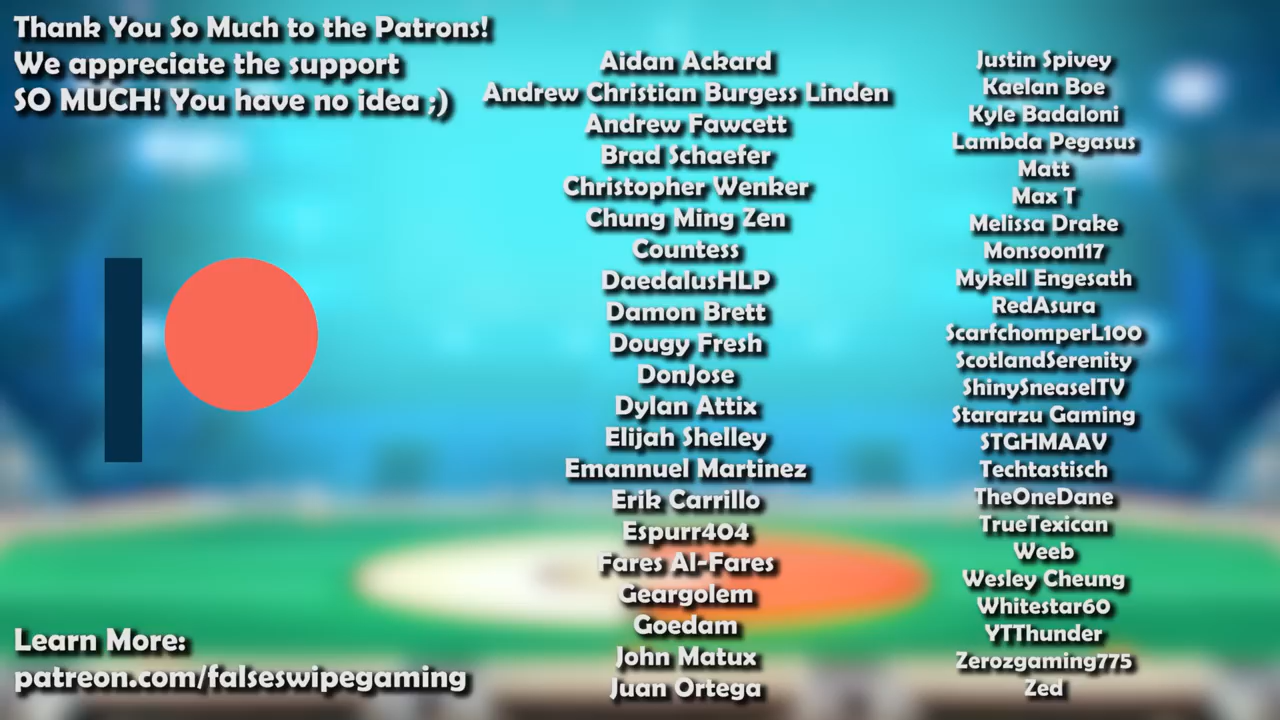 Thank You So Much to the Patrons!
We appreciate the support
SO MUCH! You have no idea ;)
Aidan Ackard
Andrew Christian Burgess Linden
Andrew Fawcett
Brad Schaefer
Christopher Wenker
Chung Ming Zen
Countess
DaedalusHLP
Damon Brett
Dougy Fresh
DonJose
Dylan Attix
Elijah Shelley
Emannuel Martinez
Erik Carrillo
Espurr404
Fares Al-Fares
Geargolem
Goedam
John Matux
Juan Ortega
Justin Spivey
Kaelan Boe
Kyle Badaloni
Lambda Pegasus
Matt
Max T
Melissa Drake
Monsoon117
Mykell Engesath
RedAsura
ScarfchomperL100
ScotlandSerenity
ShinySneaselTV
Stararzu Gaming
STGHMAAV
Techtastisch
TheOneDane
TrueTexican
Weeb
Wesley Cheung
Whitestar60
YTThunder
Zerozgaming775
Zed
Learn More:
patreon.com/falseswipegaming